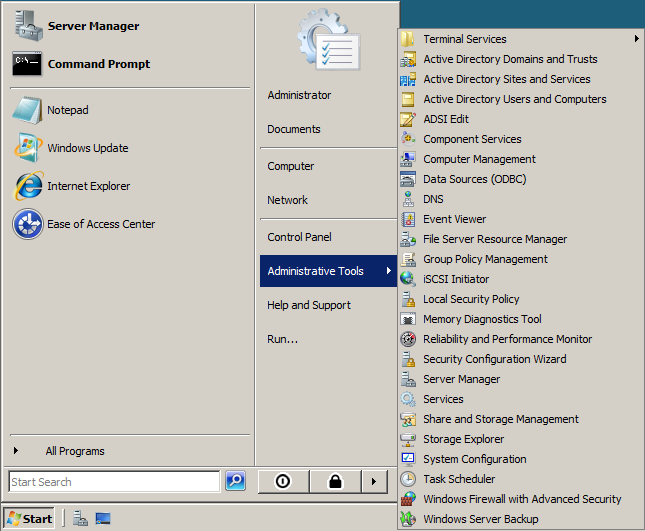 Server Manager
Command Prompt
Notepad
Windows Update
Internet Explorer
Ease of Access Center
All Programs
Start Search
Administrator
Documents
Computer
Network
Control Panel
Administrative Tools
Help and Support
Run...
Terminal Services
Active Directory Domains and Trusts
Active Directory Sites and Services
Active Directory Users and Computers
ADSI Edit
Component Services
Computer Management
Data Sources (ODBC)
DNS
Event Viewer
File Server Resource Manager
Group Policy Management
iSCSI Initiator
Local Security Policy
Memory Diagnostics Tool
Reliability and Performance Monitor
Security Configuration Wizard
Server Manager
Services
Share and Storage Management
Storage Explorer
System Configuration
Task Scheduler
Windows Firewall with Advanced Security
Windows Server Backup
Start